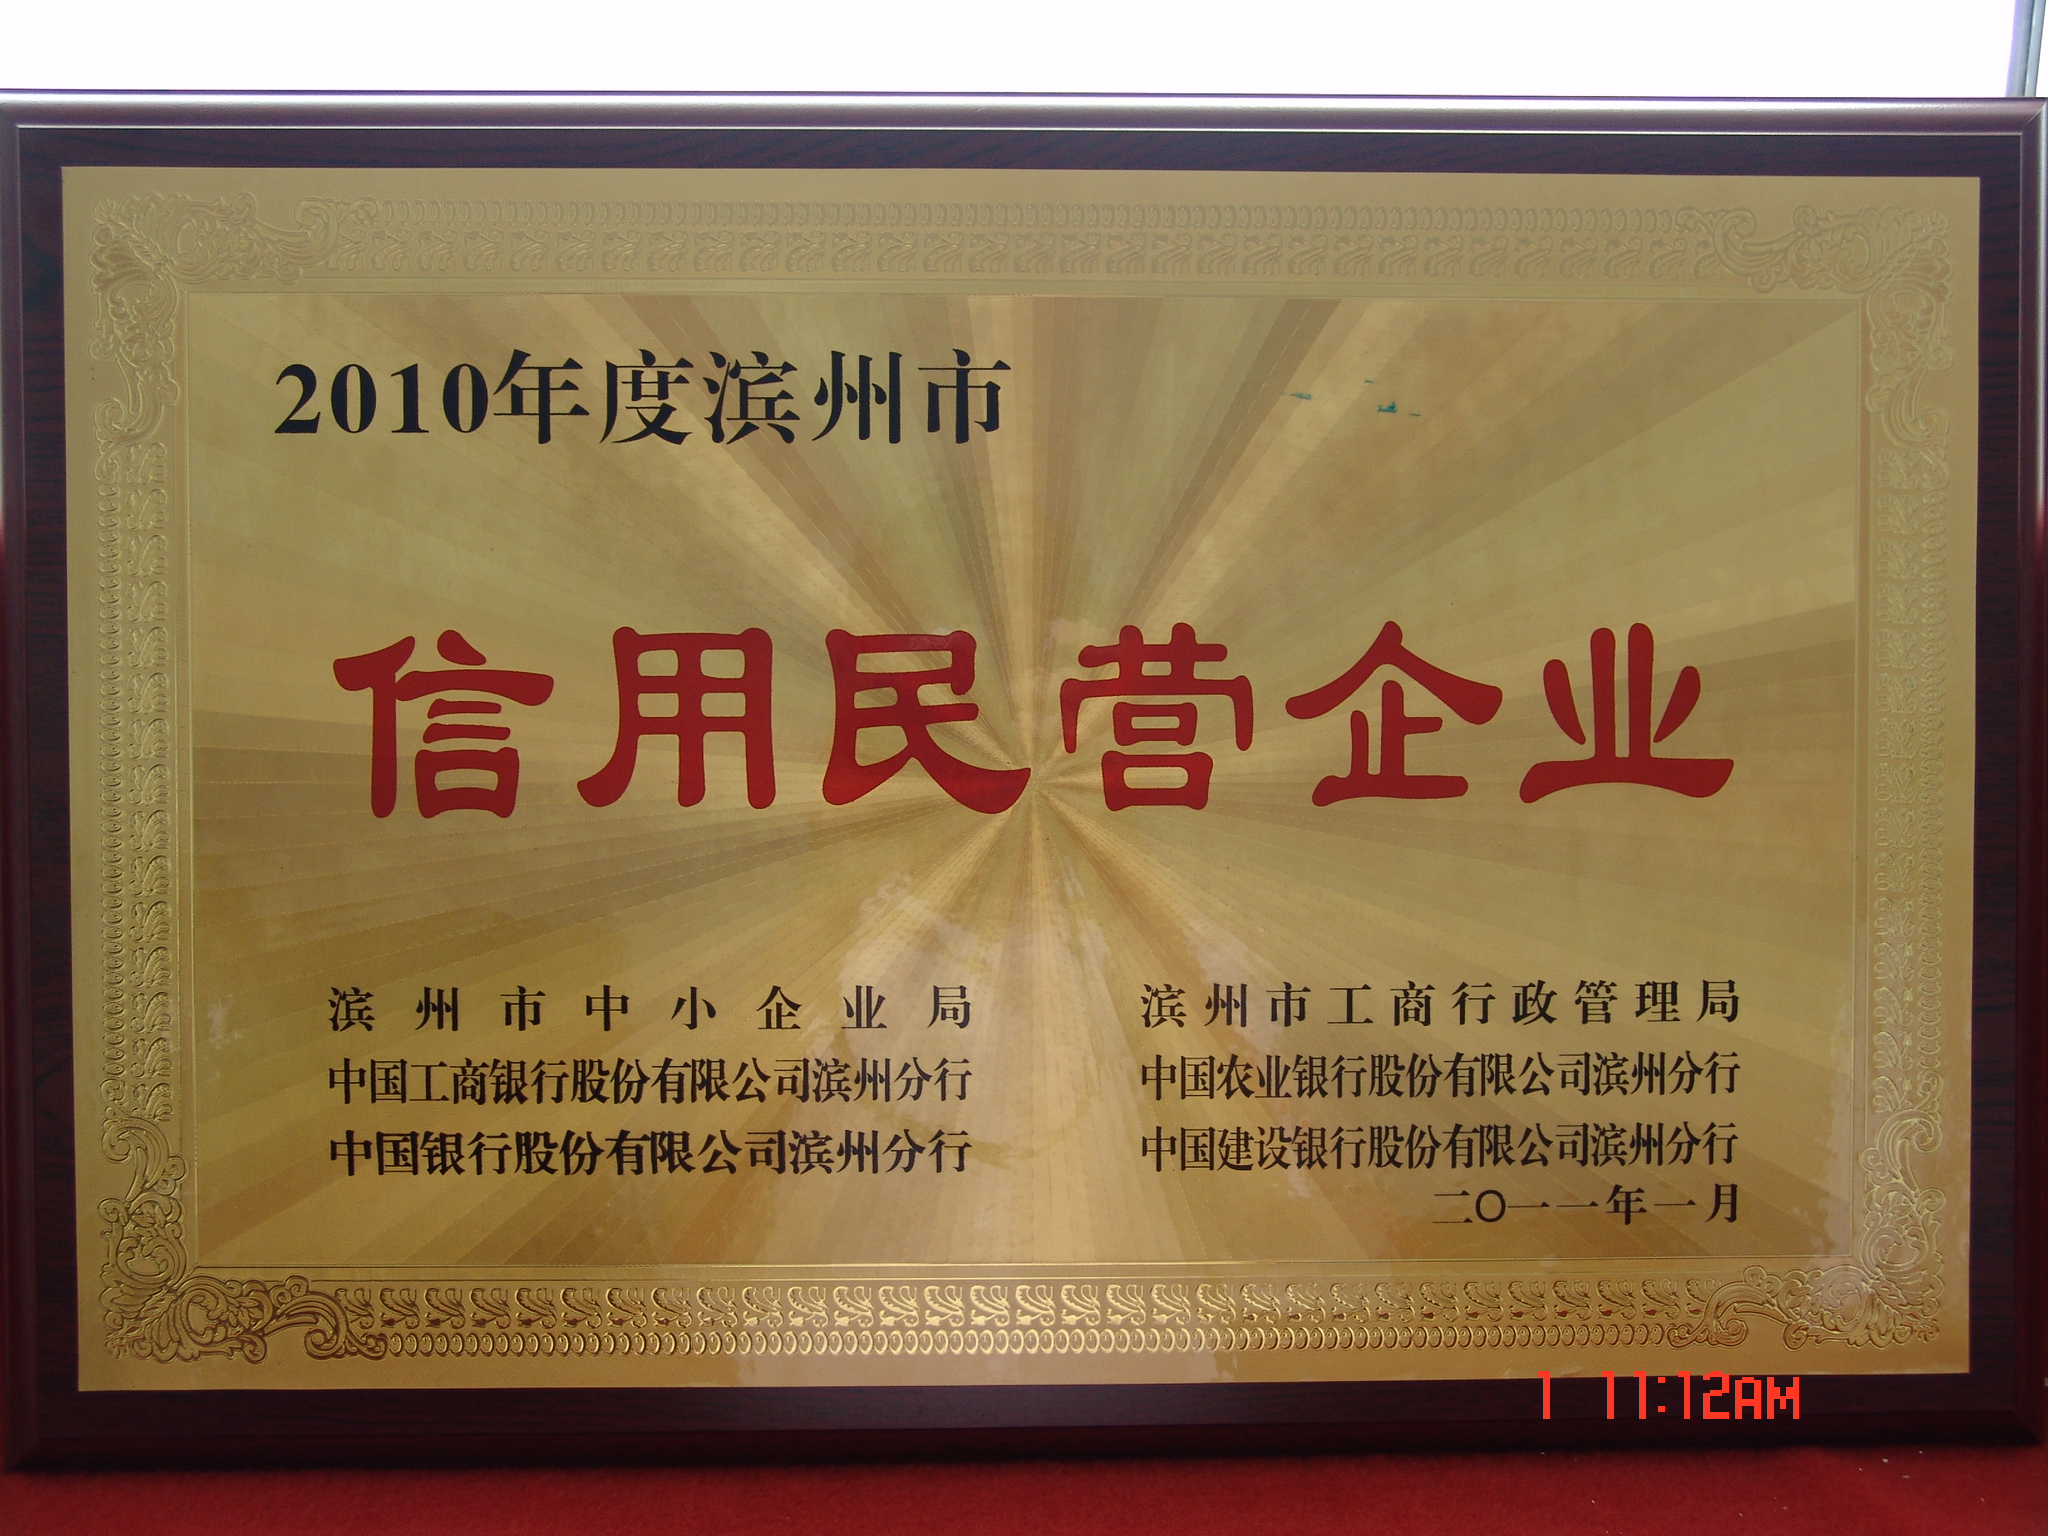 2010年度滨州市
信用民营企业
滨州市中小企业局
中国工商银行股份有限公司滨州分行
中国银行股份有限公司滨州分行
滨州市工商行政管理局
中国农业银行股份有限公司滨州分行
中国建设银行股份有限公司滨州分行
二〇一一年一月
1 11:12AM